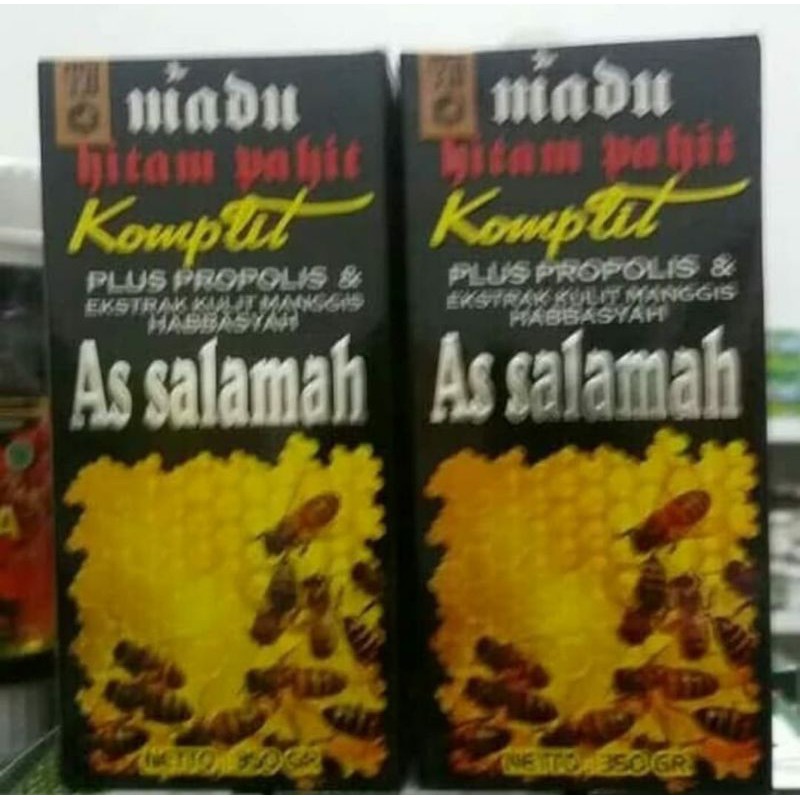 madu
hitam pahit
Komplit
PLUS PROPOLIS &
EKSTRAK KULIT MANGGIS
HABBASYAH
As salamah
NETTO, 350 GR
madu
hitam pahit
Komplit
PLUS PROPOLIS &
EKSTRAK KULIT MANGGIS
HABBASYAH
As salamah
NETTO, 350 GR